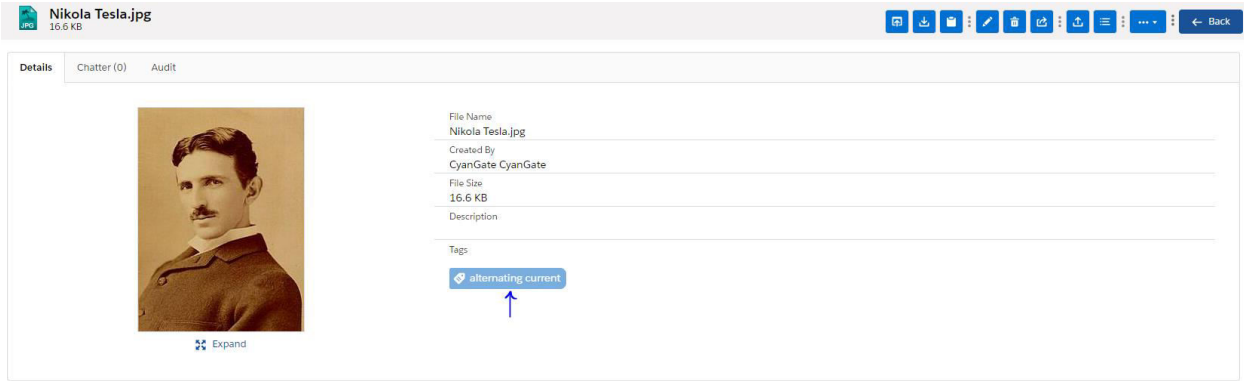 Nikola Tesla.jpg
JPG
16.6 KB
Back
Details Chatter (0) Audit
File Name
Nikola Tesla.jpg
Created By
CyanGate CyanGate
File Size
16.6 KB
Description
Tags
alternating current
Expand